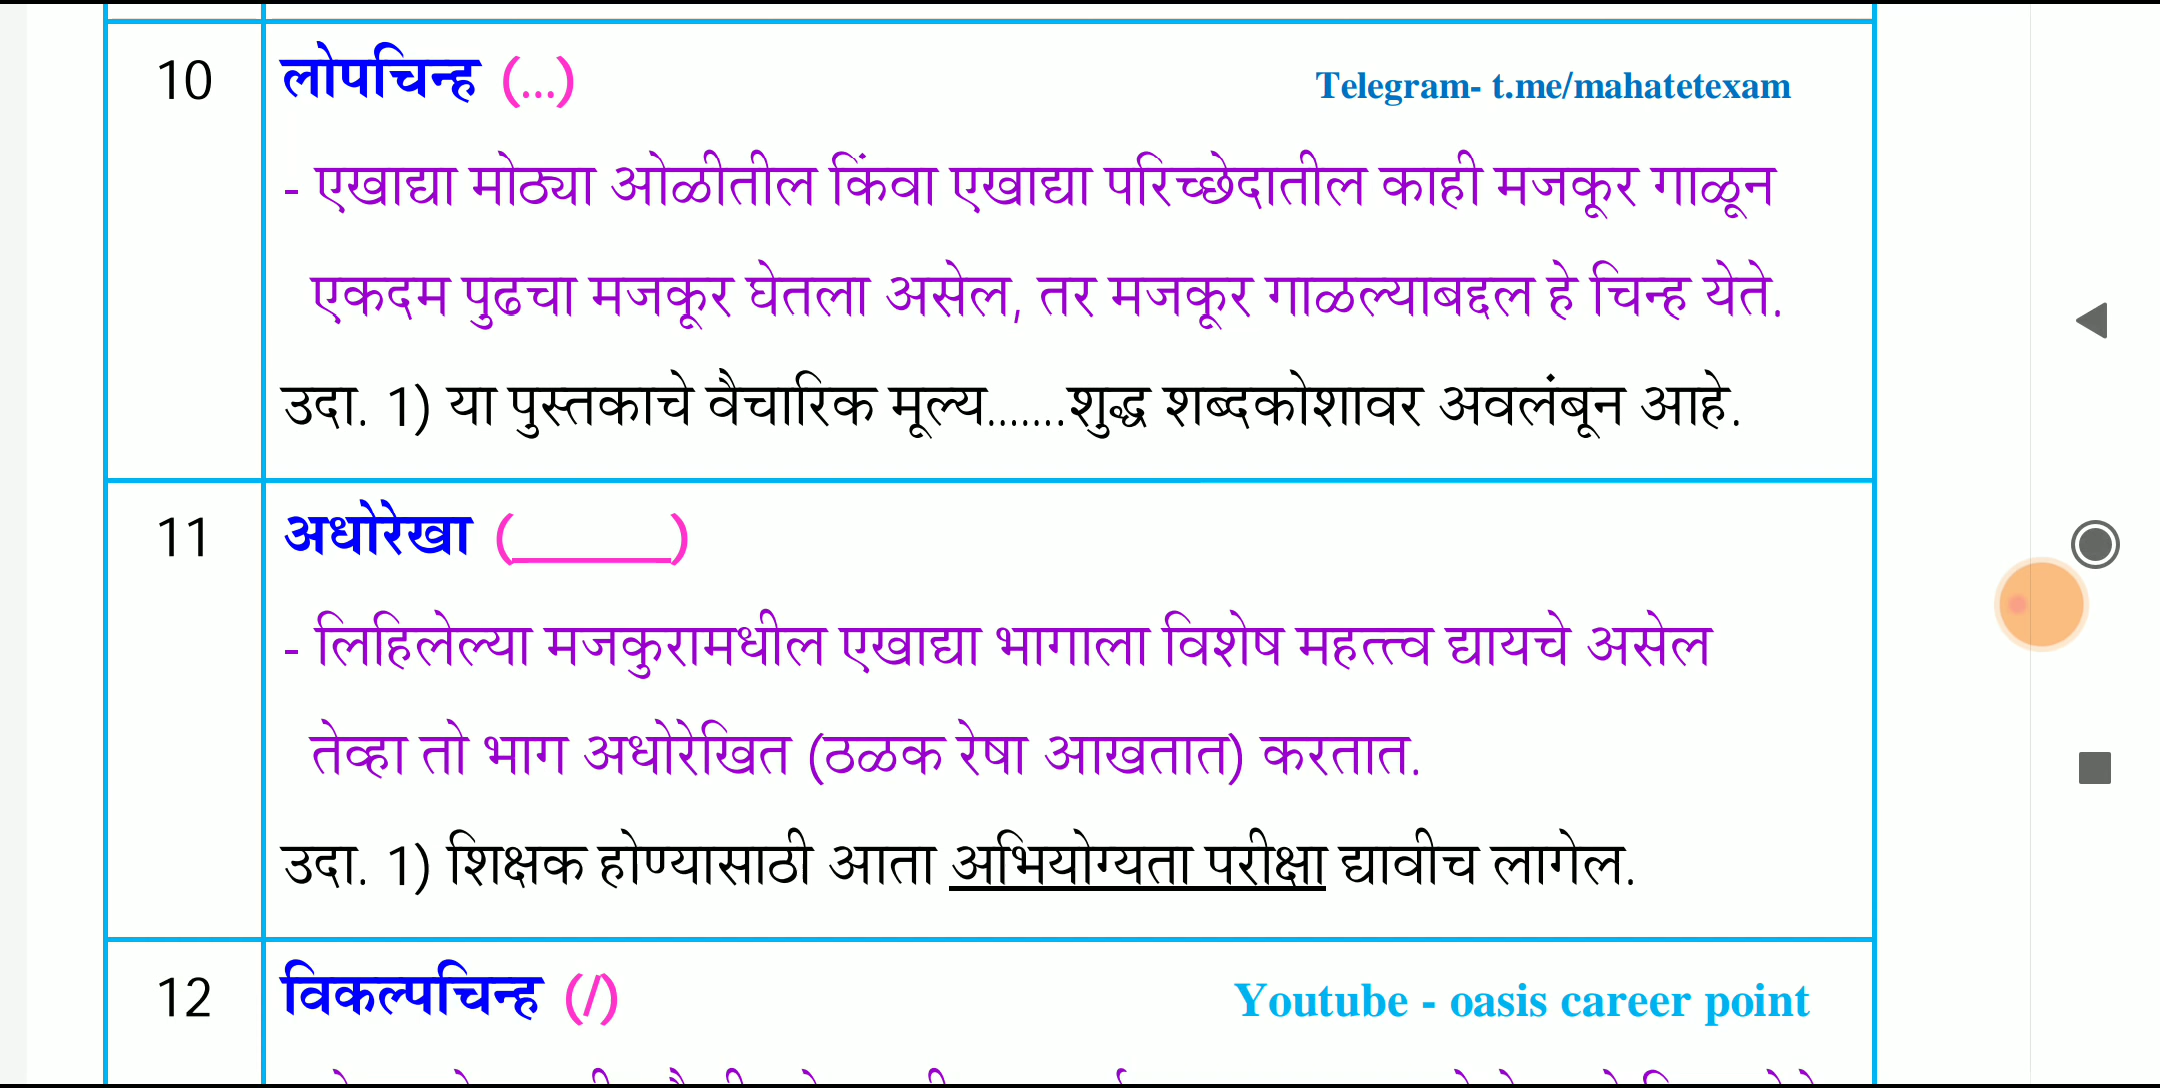 10 लोपचिन्ह (...) Telegram- t.me/mahatetexam
- एखाद्या मोठ्या ओळीतील किंवा एखाद्या परिच्छेदातील काही मजकूर गाळून
एकदम पुढचा मजकूर घेतला असेल, तर मजकूर गाळल्याबद्दल हे चिन्ह येते.
उदा. 1) या पुस्तकाचे वैचारिक मूल्य.......शुद्ध शब्दकोशावर अवलंबून आहे.
11 अधोरेखा (______)
- लिहिलेल्या मजकुरामधील एखाद्या भागाला विशेष महत्त्व द्यायचे असेल
तेव्हा तो भाग अधोरेखित (ठळक रेषा आखतात) करतात.
उदा. 1) शिक्षक होण्यासाठी आता अभियोग्यता परीक्षा द्यावीच लागेल.
12 विकल्पचिन्ह (/) Youtube - oasis career point